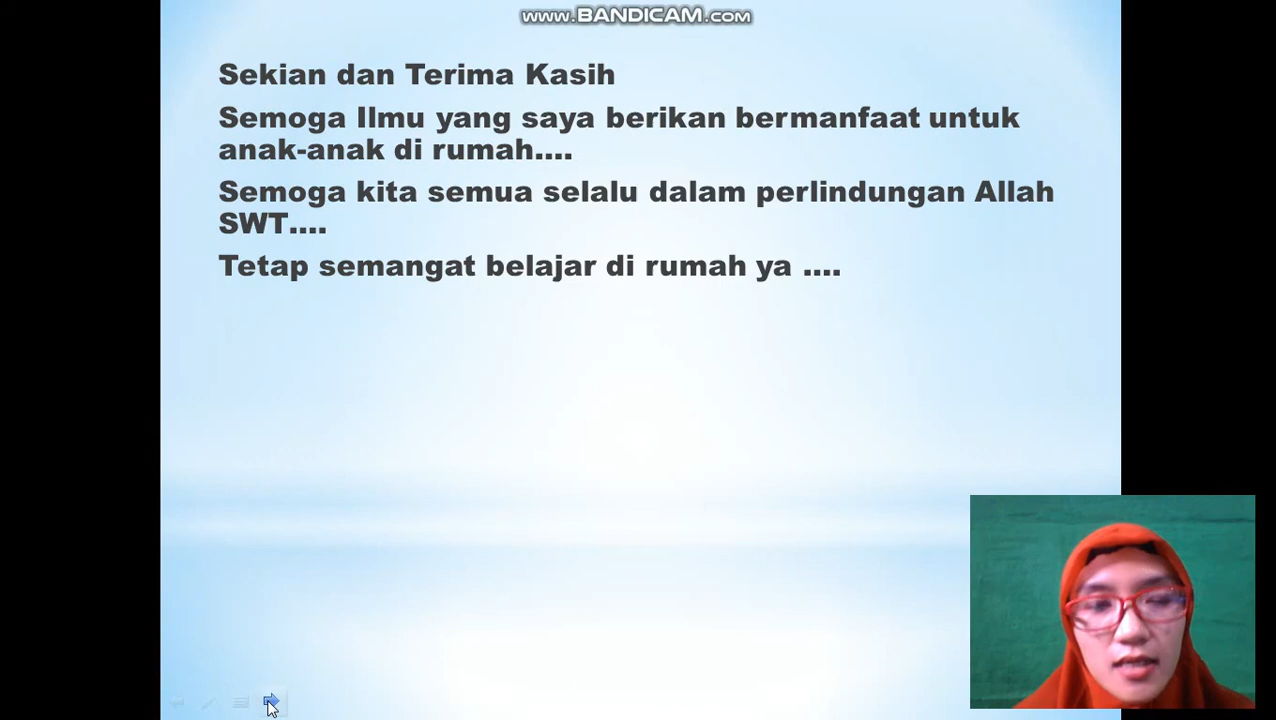 www.BANDICAM.com
Sekian dan Terima Kasih
Semoga Ilmu yang saya berikan bermanfaat untuk
anak-anak di rumah....
Semoga kita semua selalu dalam perlindungan Allah
SWT....
Tetap semangat belajar di rumah ya ....